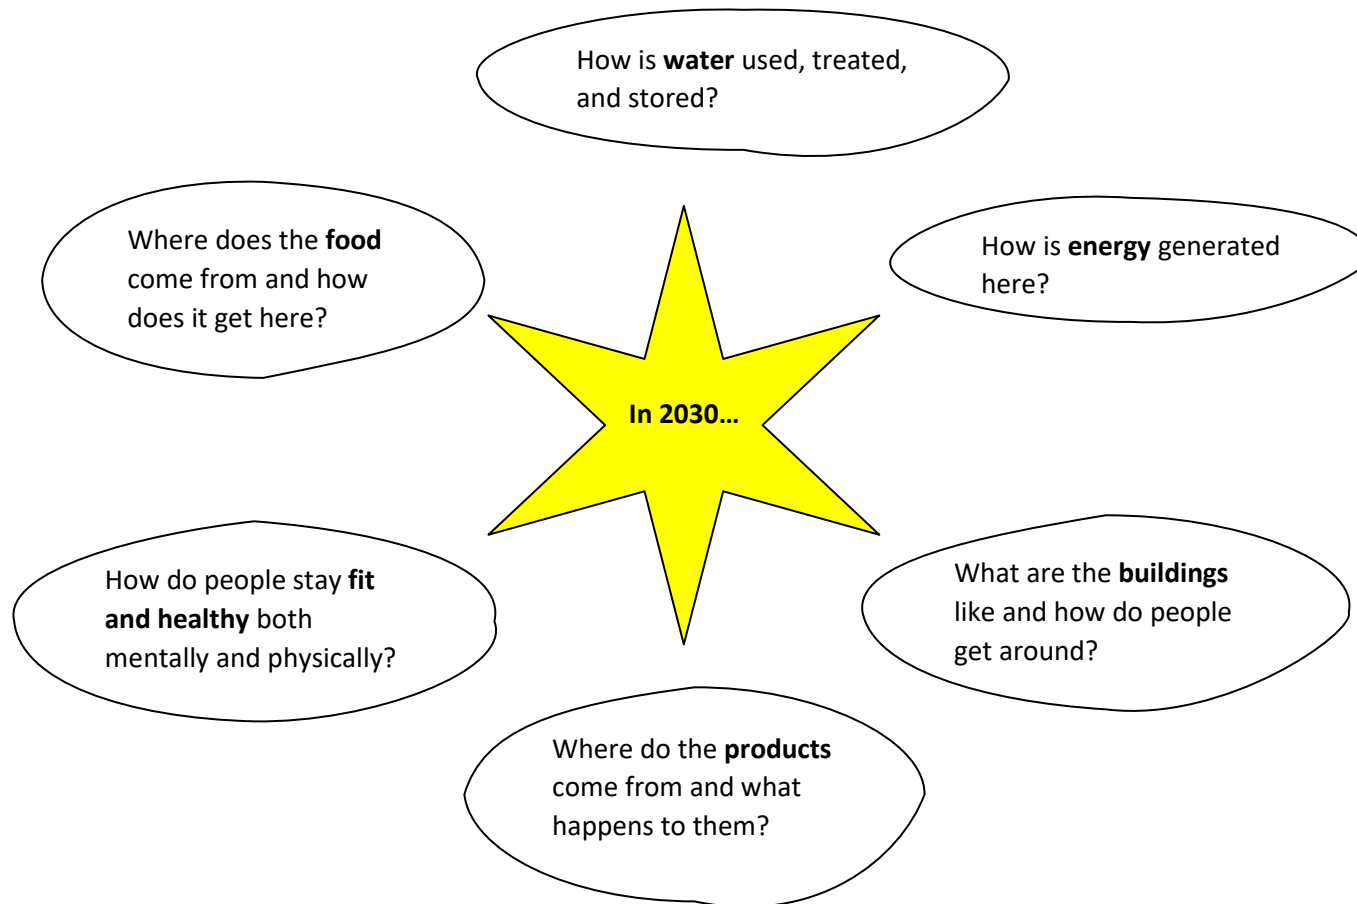 How is water used, treated,
and stored?
Where does the food
come from and how
does it get here?
How is energy generated
here?
In 2030…
How do people stay fit
and healthy both
mentally and physically?
What are the buildings
like and how do people
get around?
Where do the products
come from and what
happens to them?